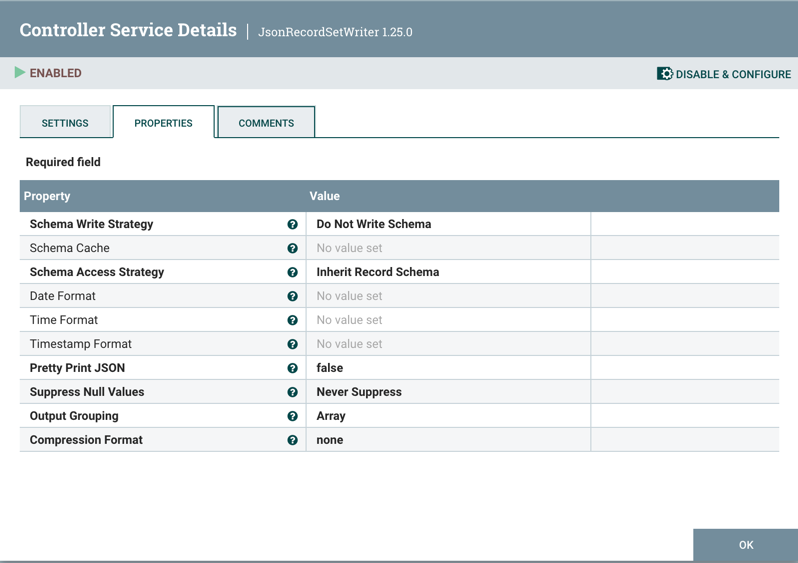 Controller Service Details | JsonRecordSetWriter 1.25.0
ENABLED DISABLE & CONFIGURE
SETTINGS PROPERTIES COMMENTS
Required field
Property Value
Schema Write Strategy ? Do Not Write Schema
Schema Cache ? No value set
Schema Access Strategy ? Inherit Record Schema
Date Format ? No value set
Time Format ? No value set
Timestamp Format ? No value set
Pretty Print JSON ? false
Suppress Null Values ? Never Suppress
Output Grouping ? Array
Compression Format ? none
OK